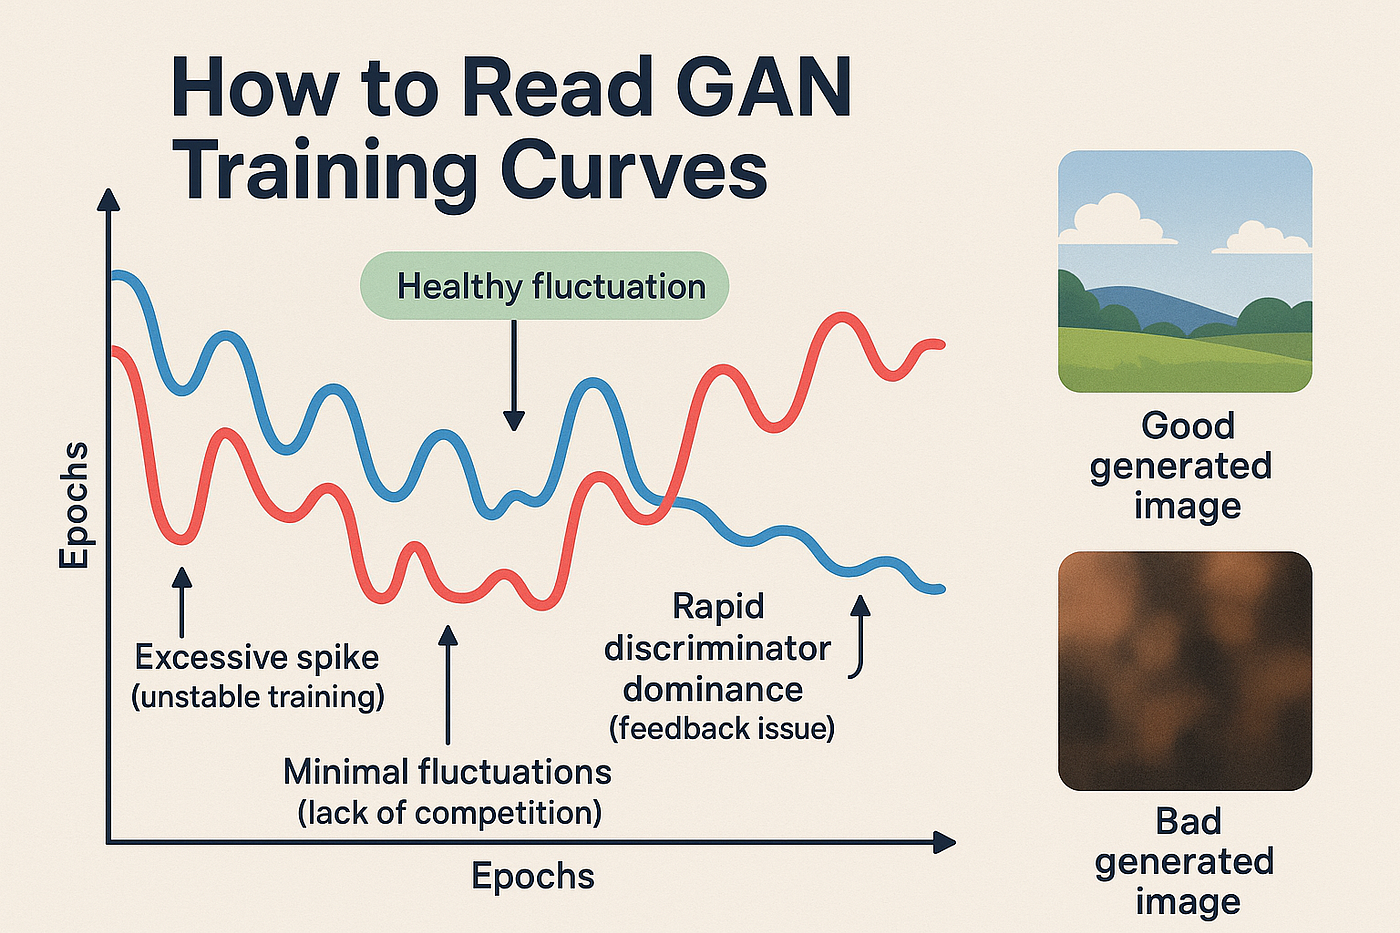 How to Read GAN
Training Curves
Healthy fluctuation
Epochs
Excessive spike
(unstable training)
Minimal fluctuations
(lack of competition)
Rapid
discriminator
dominance
(feedback issue)
Epochs
Good
generated
image
Bad
generated
image